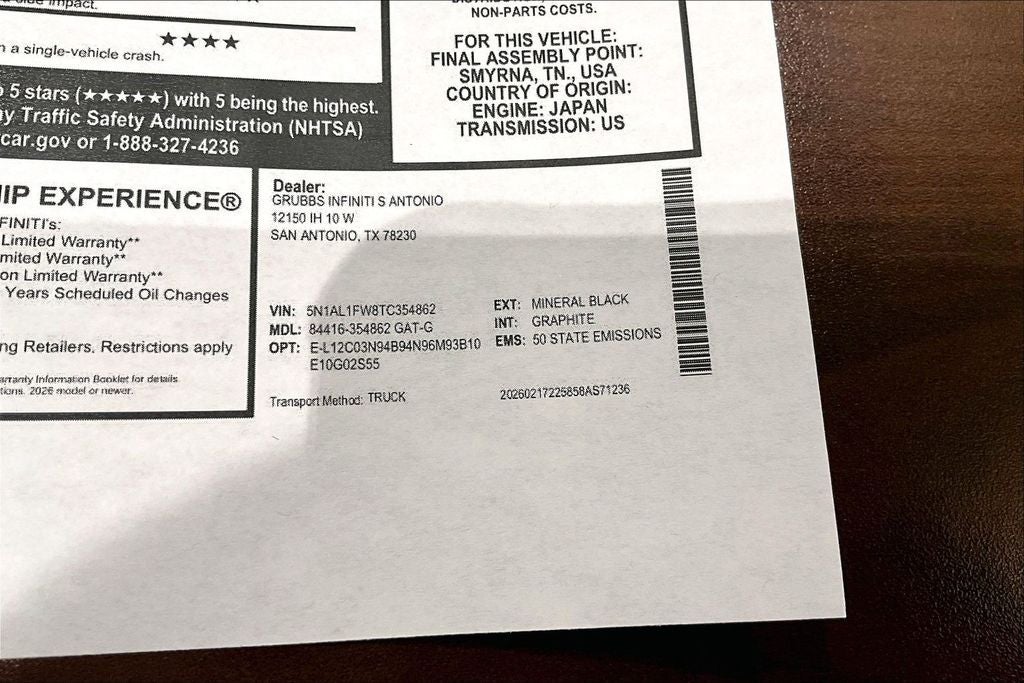 side impact.
★★★★
n a single-vehicle crash.
5 stars (★★★★★) with 5 being the highest.
Traffic Safety Administration (NHTSA)
car.gov or 1-888-327-4236
NON-PARTS COSTS.
FOR THIS VEHICLE:
FINAL ASSEMBLY POINT:
SMYRNA, TN., USA
COUNTRY OF ORIGIN:
ENGINE: JAPAN
TRANSMISSION: US
IP EXPERIENCE®
FINITI's:
Limited Warranty**
mited Warranty**
on Limited Warranty**
Years Scheduled Oil Changes
ng Retailers. Restrictions apply
arranty Information Booklet for details.
tions. 2026 model or newer.
Dealer:
GRUBBS INFINITI S ANTONIO
12150 IH 10 W
SAN ANTONIO, TX 78230
VIN: 5N1AL1FW8TC354862
MDL: 84416-354862 GAT-G
OPT: E-L12C03N94B94N96M93B10
E10G02S55
EXT: MINERAL BLACK
INT: GRAPHITE
EMS: 50 STATE EMISSIONS
Transport Method: TRUCK
20260217225858AS71236